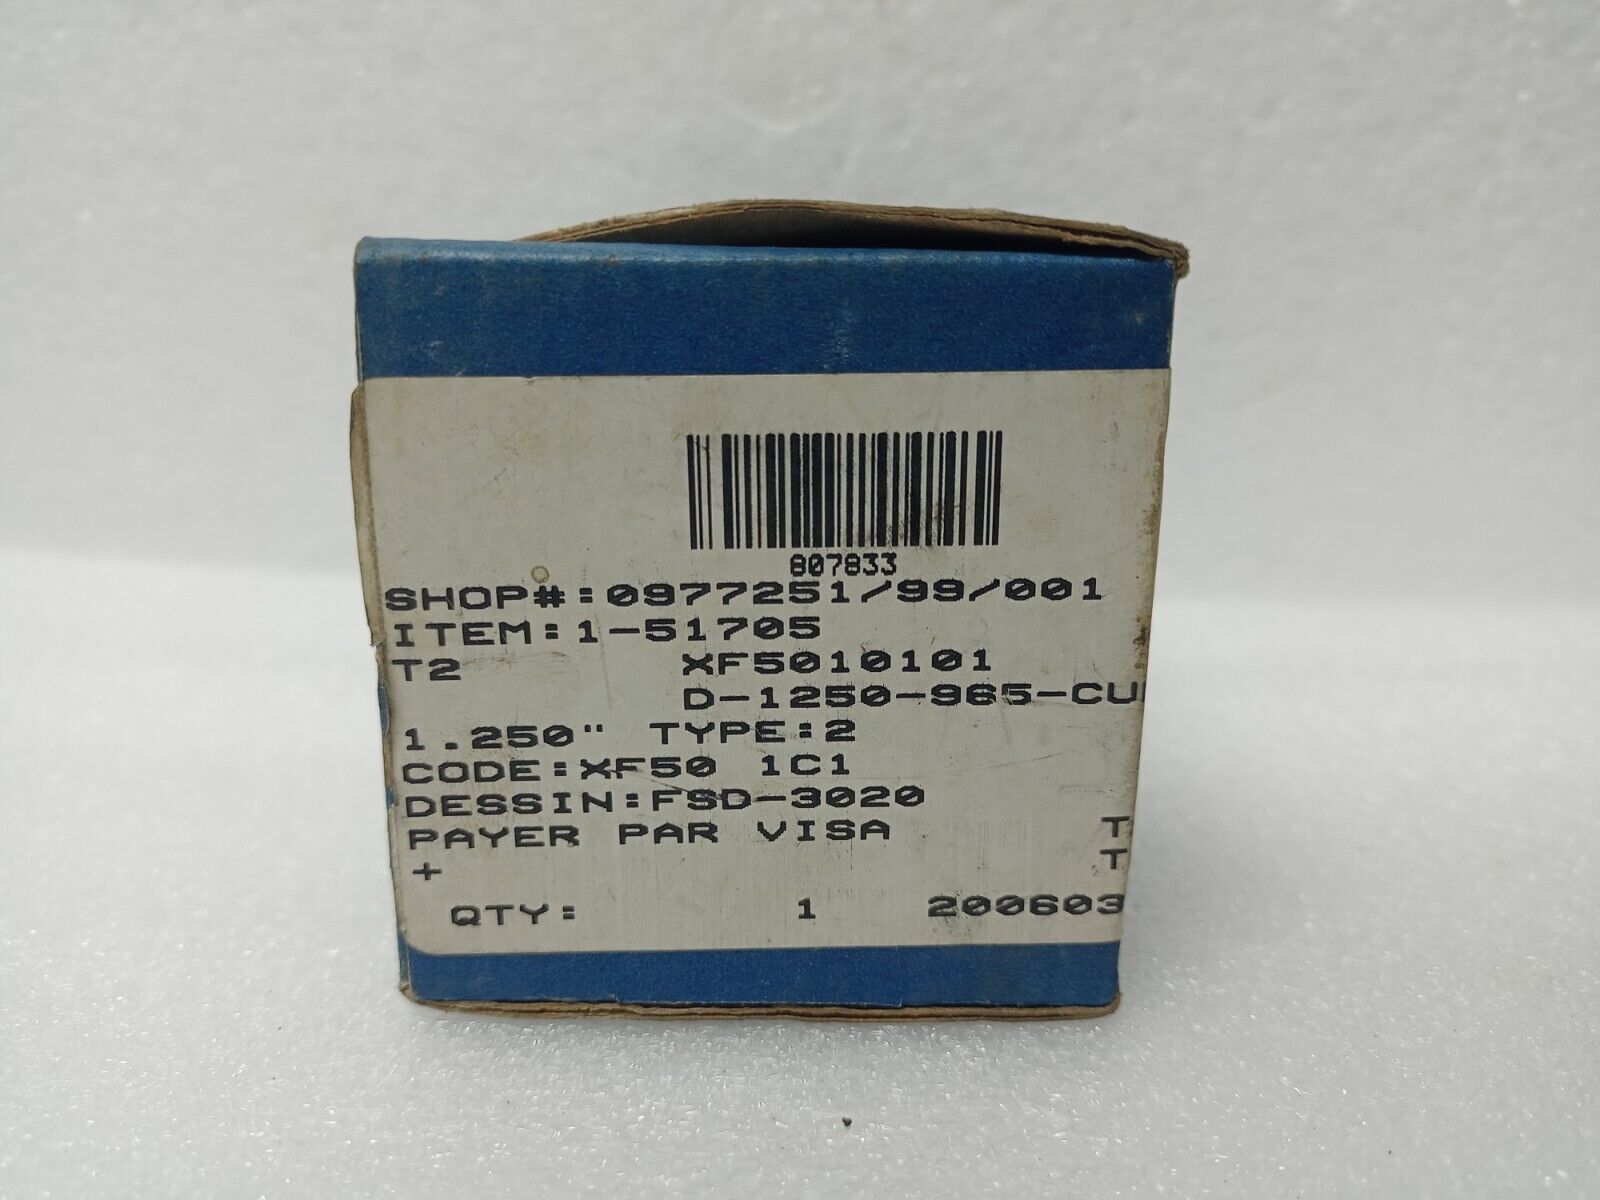 807833
SHOP#:0977251/99/001
ITEM:1-51705
T2 XF5010101
D-1250-965-CU
1.250" TYPE:2
CODE:XF50 1C1
DESSIN:FSD-3020
PAYER PAR VISA T
+ T
QTY: 1 200603